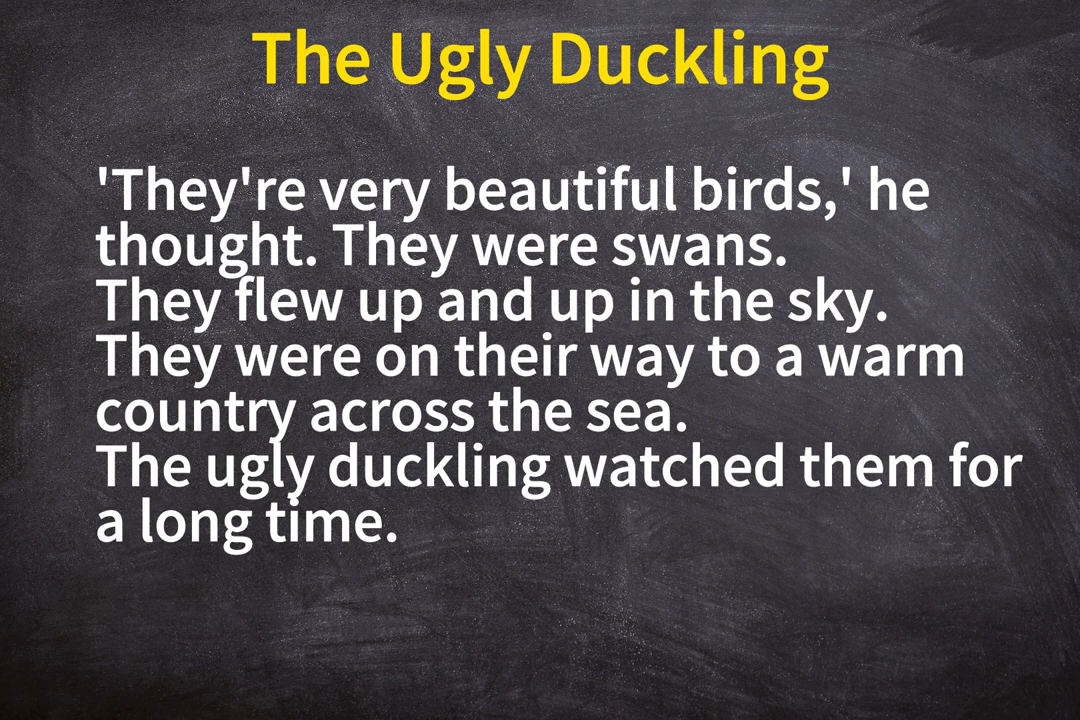 The Ugly Duckling
'They're very beautiful birds,' he
thought. They were swans.
They flew up and up in the sky.
They were on their way to a warm
country across the sea.
The ugly duckling watched them for
a long time.